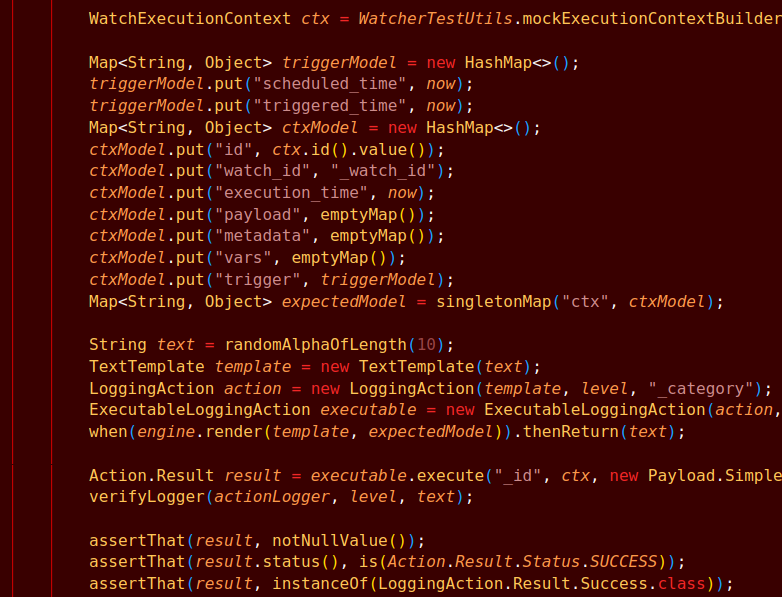 WatchExecutionContext ctx = WatcherTestUtils.mockExecutionContextBuilder
Map<String, Object> triggerModel = new HashMap<>();
triggerModel.put("scheduled_time", now);
triggerModel.put("triggered_time", now);
Map<String, Object> ctxModel = new HashMap<>();
ctxModel.put("id", ctx.id().value());
ctxModel.put("watch_id", "_watch_id");
ctxModel.put("execution_time", now);
ctxModel.put("payload", emptyMap());
ctxModel.put("metadata", emptyMap());
ctxModel.put("vars", emptyMap());
ctxModel.put("trigger", triggerModel);
Map<String, Object> expectedModel = singletonMap("ctx", ctxModel);
String text = randomAlphaOfLength(10);
TextTemplate template = new TextTemplate(text);
LoggingAction action = new LoggingAction(template, level, "_category");
ExecutableLoggingAction executable = new ExecutableLoggingAction(action,
when(engine.render(template, expectedModel)).thenReturn(text);
Action.Result result = executable.execute("_id", ctx, new Payload.Simple
verifyLogger(actionLogger, level, text);
assertThat(result, notNullValue());
assertThat(result.status(), is(Action.Result.Status.SUCCESS));
assertThat(result, instanceOf(LoggingAction.Result.Success.class));